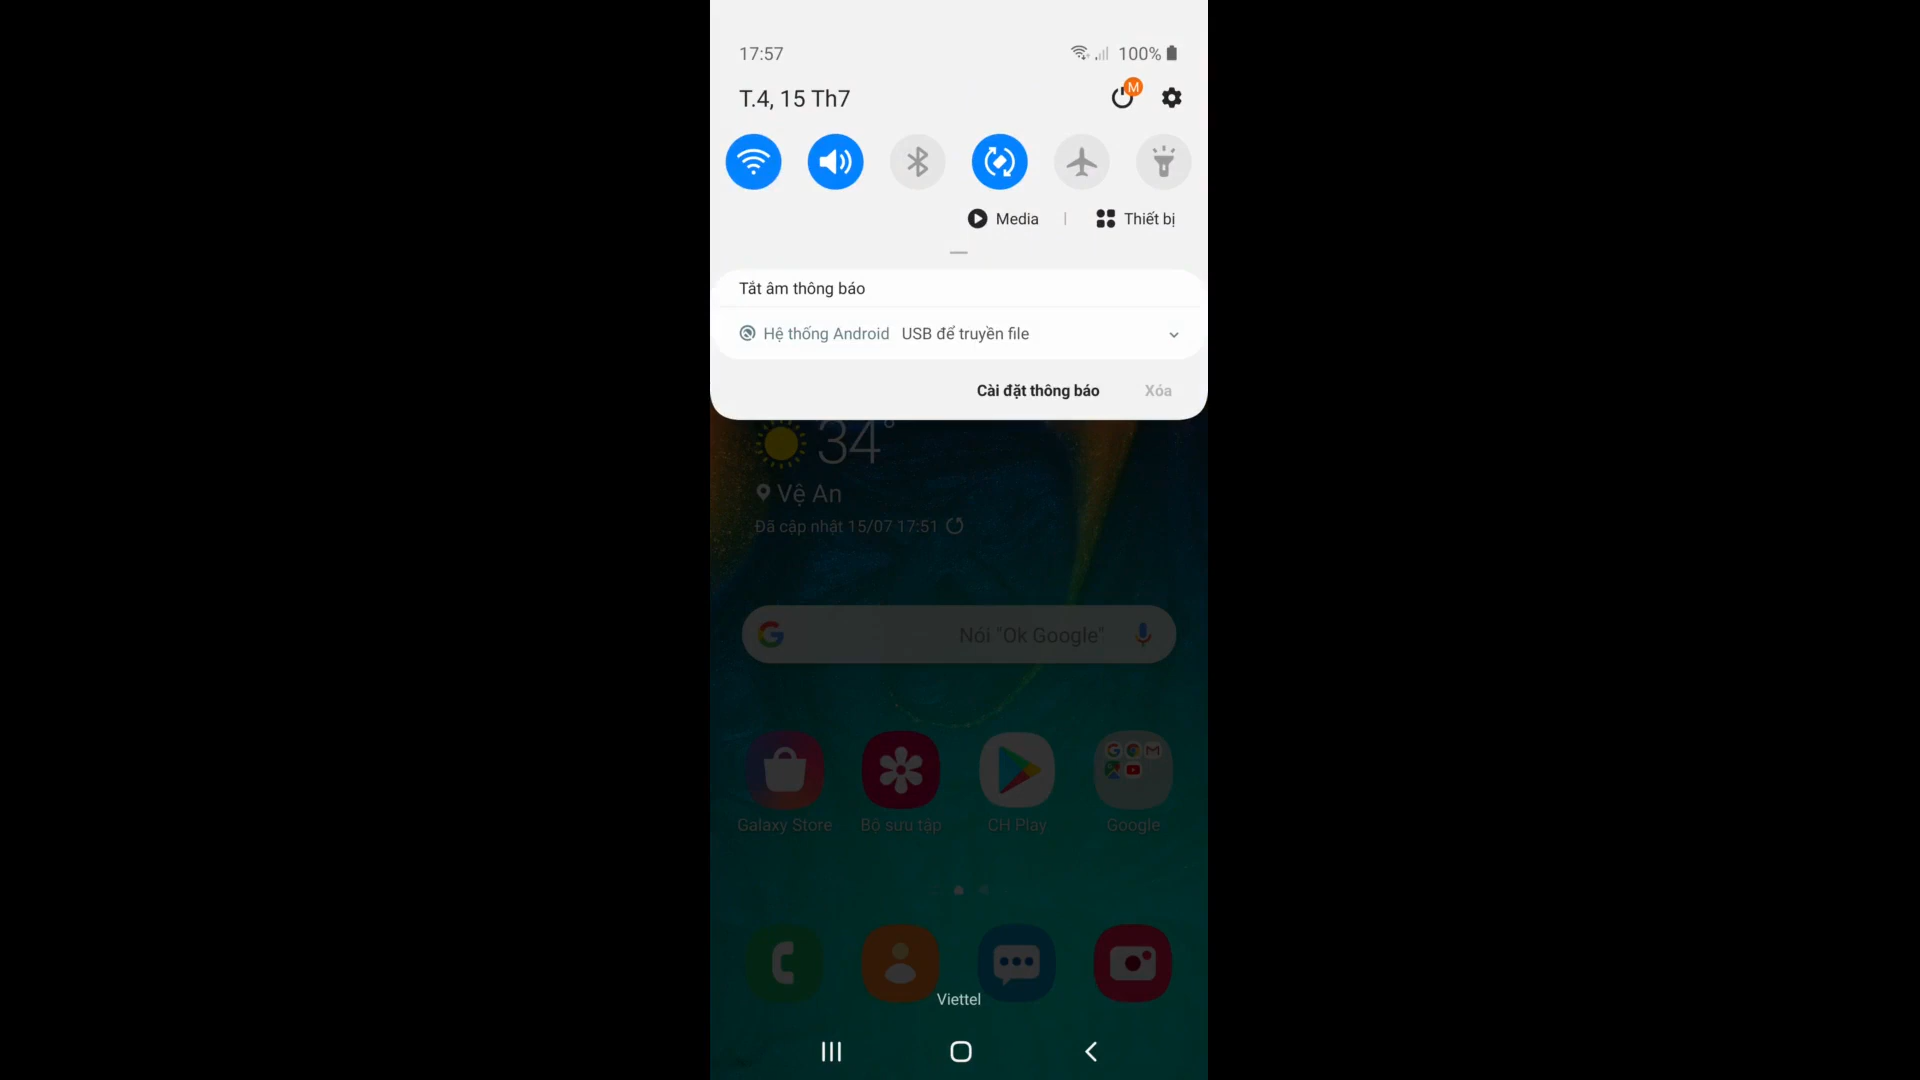 17:57
100%
T.4, 15 Th7
M
Media | Thiết bị
Tắt âm thông báo
Hệ thống Android USB để truyền file
Cài đặt thông báo Xóa
34°
Vệ An
Đã cập nhật 15/07 17:51
Nói "Ok Google"
Galaxy Store Bộ sưu tập CH Play Google
Viettel